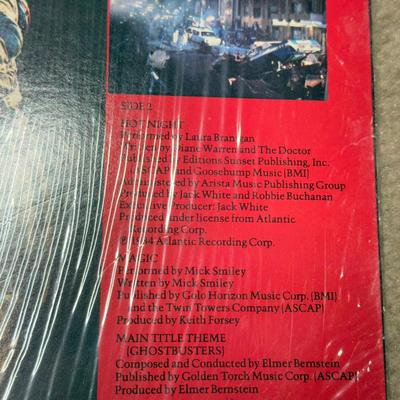 SIDE 2
HOT NIGHT
Performed by Laura Branigan
Written by Diane Warren and The Doctor
Published by Editions Sunset Publishing, Inc.
(ASCAP) and Goosebump Music [BMI]
Administered by Arista Music Publishing Group
Produced by Jack White and Robbie Buchanan
Executive Producer: Jack White
Produced under license from Atlantic
Recording Corp.
℗ 1984 Atlantic Recording Corp.
MAGIC
Performed by Mick Smiley
Written by Mick Smiley
Published by Golo Horizon Music Corp. (BMI)
and the Twin Towers Company (ASCAP)
Produced by Keith Forsey
MAIN TITLE THEME
(GHOSTBUSTERS)
Composed and Conducted by Elmer Bernstein
Published by Golden Torch Music Corp. (ASCAP)
Produced by Elmer Bernstein